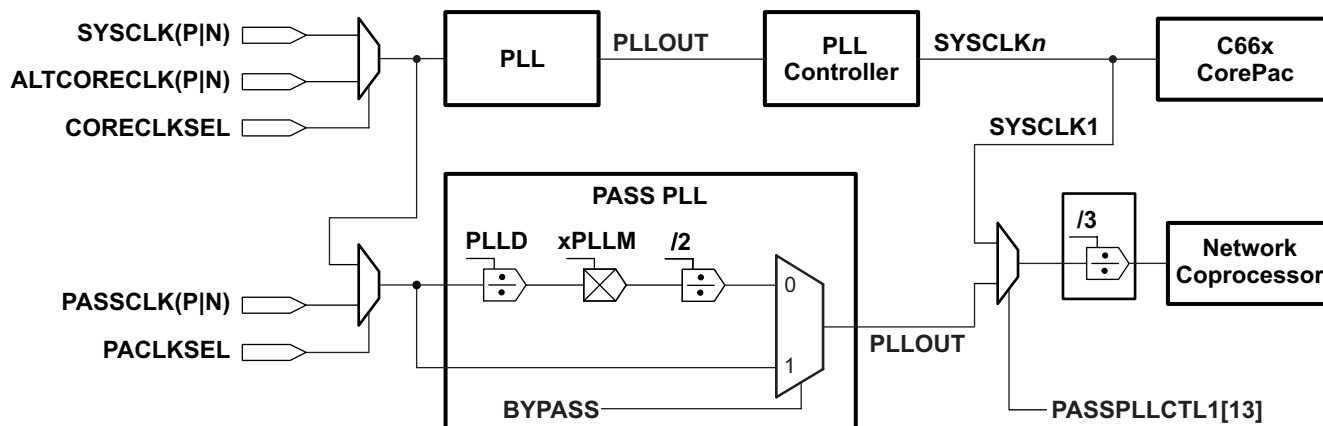 SYSCLK(P|N)
ALTCORECLK(P|N)
CORECLKSEL
PLL
PLLOUT
PLL
Controller
SYSCLKn
C66x
CorePac
SYSCLK1
PASS PLL
PLLD
xPLLM
/2
0
1
BYPASS
PASSCLK(P|N)
PACLKSEL
PLLOUT
/3
Network
Coprocessor
PASSPLLCTL1[13]